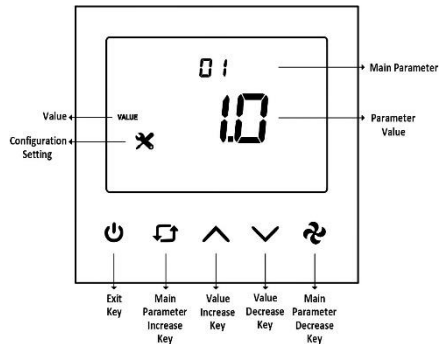 01
Main Parameter
1.0
Value
VALUE
Parameter
Value
Configuration
Setting
Exit
Key
Main
Parameter
Increase
Key
Value
Increase
Key
Value
Decrease
Key
Main
Parameter
Decrease
Key